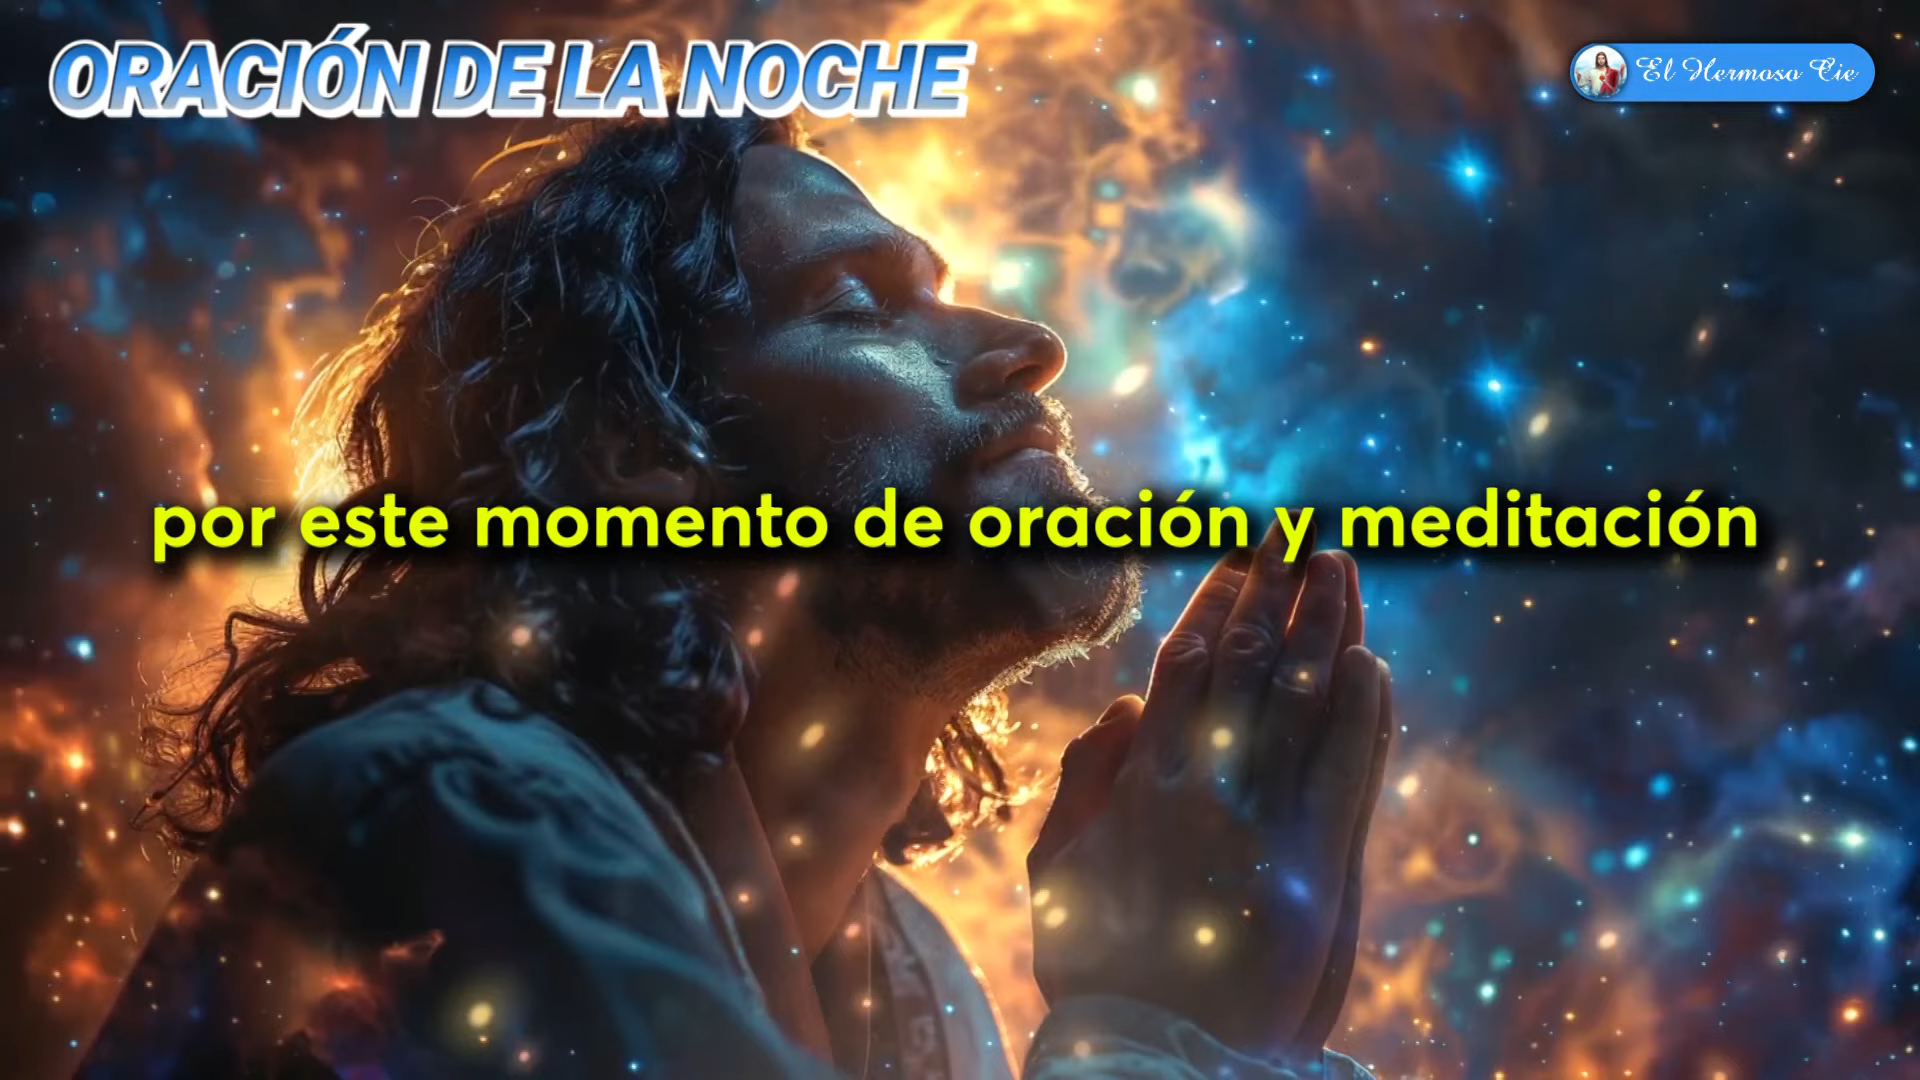 ORACIÓN DE LA NOCHE
El Hermoso Cie
por este momento de oración y meditación